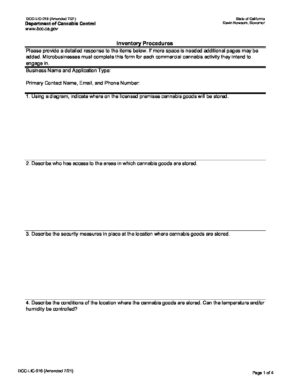 DCC-LIC-016 (Amended 7/21)
State of California
Department of Cannabis Control
Gavin Newsom, Governor
www.bcc.ca.gov
Inventory Procedures
Please provide a detailed response to the items below. If more space is needed additional pages may be
added. Microbusinesses must complete this form for each commercial cannabis activity they intend to
engage in.
Business Name and Application Type:
Primary Contact Name, Email, and Phone Number:
1. Using a diagram, indicate where on the licensed premises cannabis goods will be stored.
2. Describe who has access to the areas in which cannabis goods are stored.
3. Describe the security measures in place at the location where cannabis goods are stored.
4. Describe the conditions of the location where the cannabis goods are stored. Can the temperature and/or
humidity be controlled?
DCC-LIC-016 (Amended 7/21)
Page 1 of 4